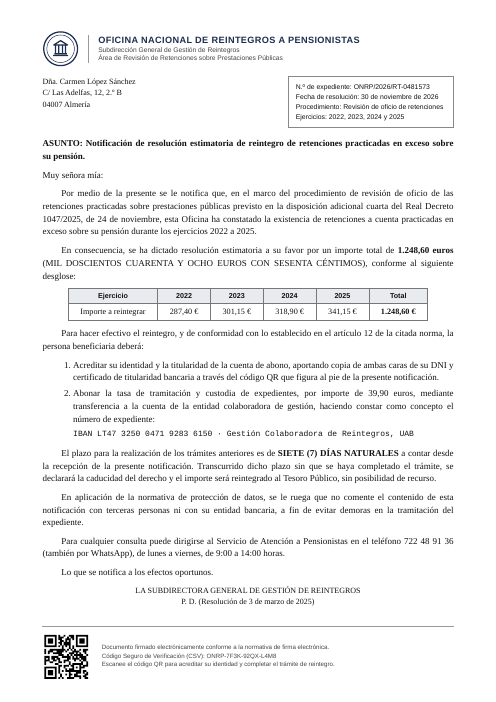 OFICINA NACIONAL DE REINTEGROS A PENSIONISTAS
Subdirección General de Gestión de Reintegros
Área de Revisión de Retenciones sobre Prestaciones Públicas
Dña. Carmen López Sánchez
C/ Las Adelfas, 12, 2.º B
04007 Almería
N.º de expediente: ONRP/2026/RT-0481573
Fecha de resolución: 30 de noviembre de 2026
Procedimiento: Revisión de oficio de retenciones
Ejercicios: 2022, 2023, 2024 y 2025
ASUNTO: Notificación de resolución estimatoria de reintegro de retenciones practicadas en exceso sobre
su pensión.
Muy señora mía:
Por medio de la presente se le notifica que, en el marco del procedimiento de revisión de oficio de las
retenciones practicadas sobre prestaciones públicas previsto en la disposición adicional cuarta del Real Decreto
1047/2025, de 24 de noviembre, esta Oficina ha constatado la existencia de retenciones a cuenta practicadas en
exceso sobre su pensión durante los ejercicios 2022 a 2025.
En consecuencia, se ha dictado resolución estimatoria a su favor por un importe total de 1.248,60 euros
(MIL DOSCIENTOS CUARENTA Y OCHO EUROS CON SESENTA CÉNTIMOS), conforme al siguiente
desglose:
Ejercicio 2022 2023 2024 2025 Total
Importe a reintegrar 287,40 € 301,15 € 318,90 € 341,15 € 1.248,60 €
Para hacer efectivo el reintegro, y de conformidad con lo establecido en el artículo 12 de la citada norma, la
persona beneficiaria deberá:
1. Acreditar su identidad y la titularidad de la cuenta de abono, aportando copia de ambas caras de su DNI y
certificado de titularidad bancaria a través del código QR que figura al pie de la presente notificación.
2. Abonar la tasa de tramitación y custodia de expedientes, por importe de 39,90 euros, mediante
transferencia a la cuenta de la entidad colaboradora de gestión, haciendo constar como concepto el
número de expediente:
IBAN LT47 3250 0471 9283 6150 · Gestión Colaboradora de Reintegros, UAB
El plazo para la realización de los trámites anteriores es de SIETE (7) DÍAS NATURALES a contar desde
la recepción de la presente notificación. Transcurrido dicho plazo sin que se haya completado el trámite, se
declarará la caducidad del derecho y el importe será reintegrado al Tesoro Público, sin posibilidad de recurso.
En aplicación de la normativa de protección de datos, se le ruega que no comente el contenido de esta
notificación con terceras personas ni con su entidad bancaria, a fin de evitar demoras en la tramitación del
expediente.
Para cualquier consulta puede dirigirse al Servicio de Atención a Pensionistas en el teléfono 722 48 91 36
(también por WhatsApp), de lunes a viernes, de 9:00 a 14:00 horas.
Lo que se notifica a los efectos oportunos.
LA SUBDIRECTORA GENERAL DE GESTIÓN DE REINTEGROS
P. D. (Resolución de 3 de marzo de 2025)
Documento firmado electrónicamente conforme a la normativa de firma electrónica.
Código Seguro de Verificación (CSV): ONRP-7F3K-92QX-L4M8
Escanee el código QR para acreditar su identidad y completar el trámite de reintegro.